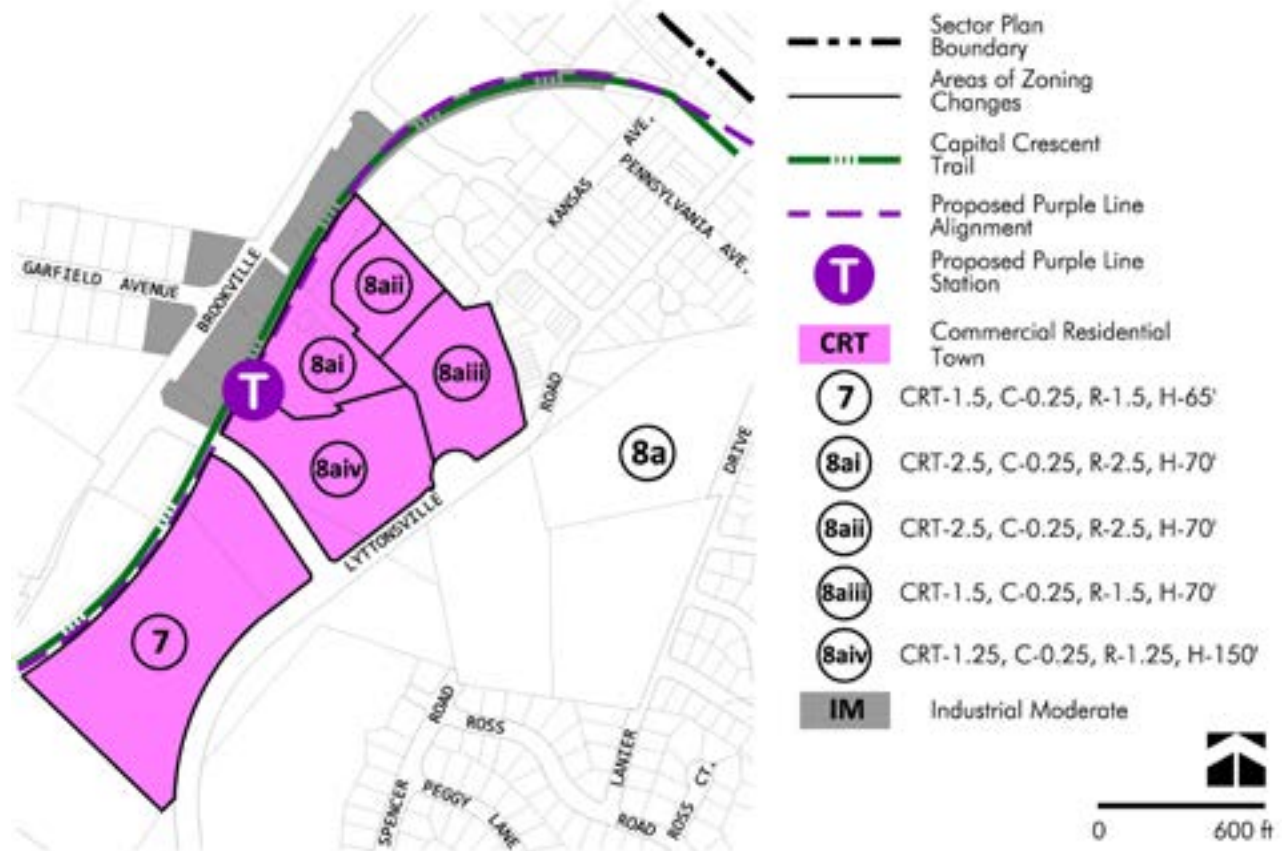 KANSAS AVE.
PENNSYLVANIA AVE.
GARFIELD AVENUE
BROOKVILLE
8aii
8ai
8aiii
T
ROAD
8a
DRIVE
8aiv
LYTTONSVILLE
7
ROAD
ROSS
LANIER
SPENCER
PEGGY LANE
ROAD
ROSS CT.
Sector Plan
Boundary
Areas of Zoning
Changes
Capital Crescent
Trail
Proposed Purple Line
Alignment
T
Proposed Purple Line
Station
CRT
Commercial Residential
Town
7 CRT-1.5, C-0.25, R-1.5, H-65'
8ai CRT-2.5, C-0.25, R-2.5, H-70'
8aii CRT-2.5, C-0.25, R-2.5, H-70'
8aiii CRT-1.5, C-0.25, R-1.5, H-70'
8aiv CRT-1.25, C-0.25, R-1.25, H-150'
IM Industrial Moderate
0 600 ft